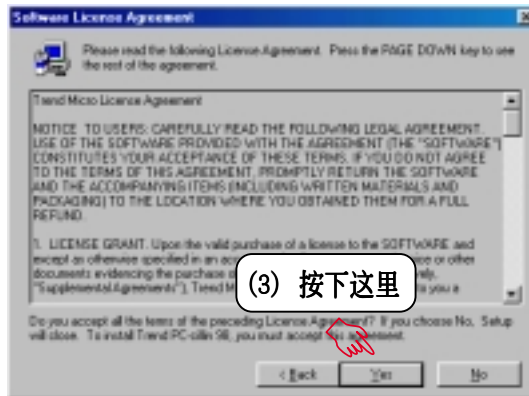 Software License Agreement
Please read the following License Agreement. Press the PAGE DOWN key to see
the rest of the agreement.
Trend Micro License Agreement
NOTICE TO USERS: CAREFULLY READ THE FOLLOWING LEGAL AGREEMENT.
USE OF THE SOFTWARE PROVIDED WITH THE AGREEMENT (THE "SOFTWARE")
CONSTITUTES YOUR ACCEPTANCE OF THESE TERMS. IF YOU DO NOT AGREE
TO THE TERMS OF THIS AGREEMENT, PROMPTLY RETURN THE SOFTWARE
AND THE ACCOMPANYING ITEMS (INCLUDING WRITTEN MATERIALS AND
PACKAGING) TO THE LOCATION WHERE YOU OBTAINED THEM FOR A FULL
REFUND.
1. LICENSE GRANT. Upon the valid purchase of a license to the SOFTWARE and
except as otherwise specified in an or other
documents evidencing the purchase
"Supplemental Agreements"), Trend to you a
(3) 按下这里
Do you accept all the terms of the preceding License Agreement? If you choose No, Setup
will close. To install Trend PC-cillin 98, you must accept this agreement.
< Back
Yes
No